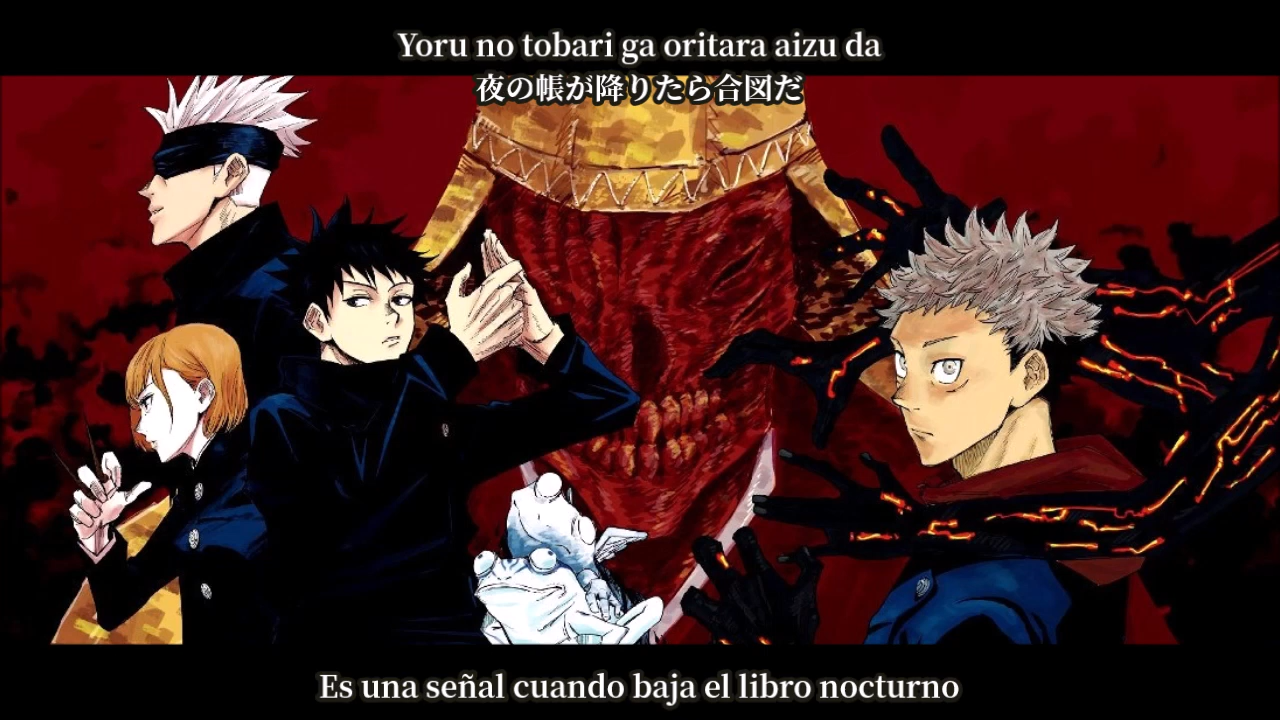 Yoru no tobari ga oritara aizu da
夜の帳が降りたら合図だ
Es una señal cuando baja el libro nocturno